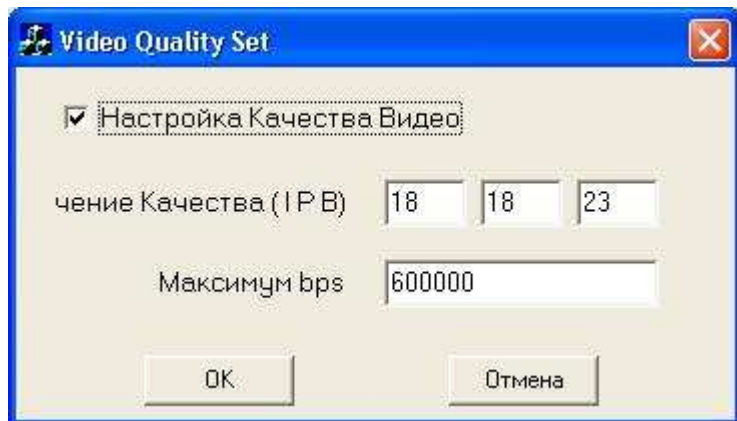 Video Quality Set
Настройка Качества Видео
чение Качества (I P B) 18 18 23
Максимум bps 600000
OK Отмена